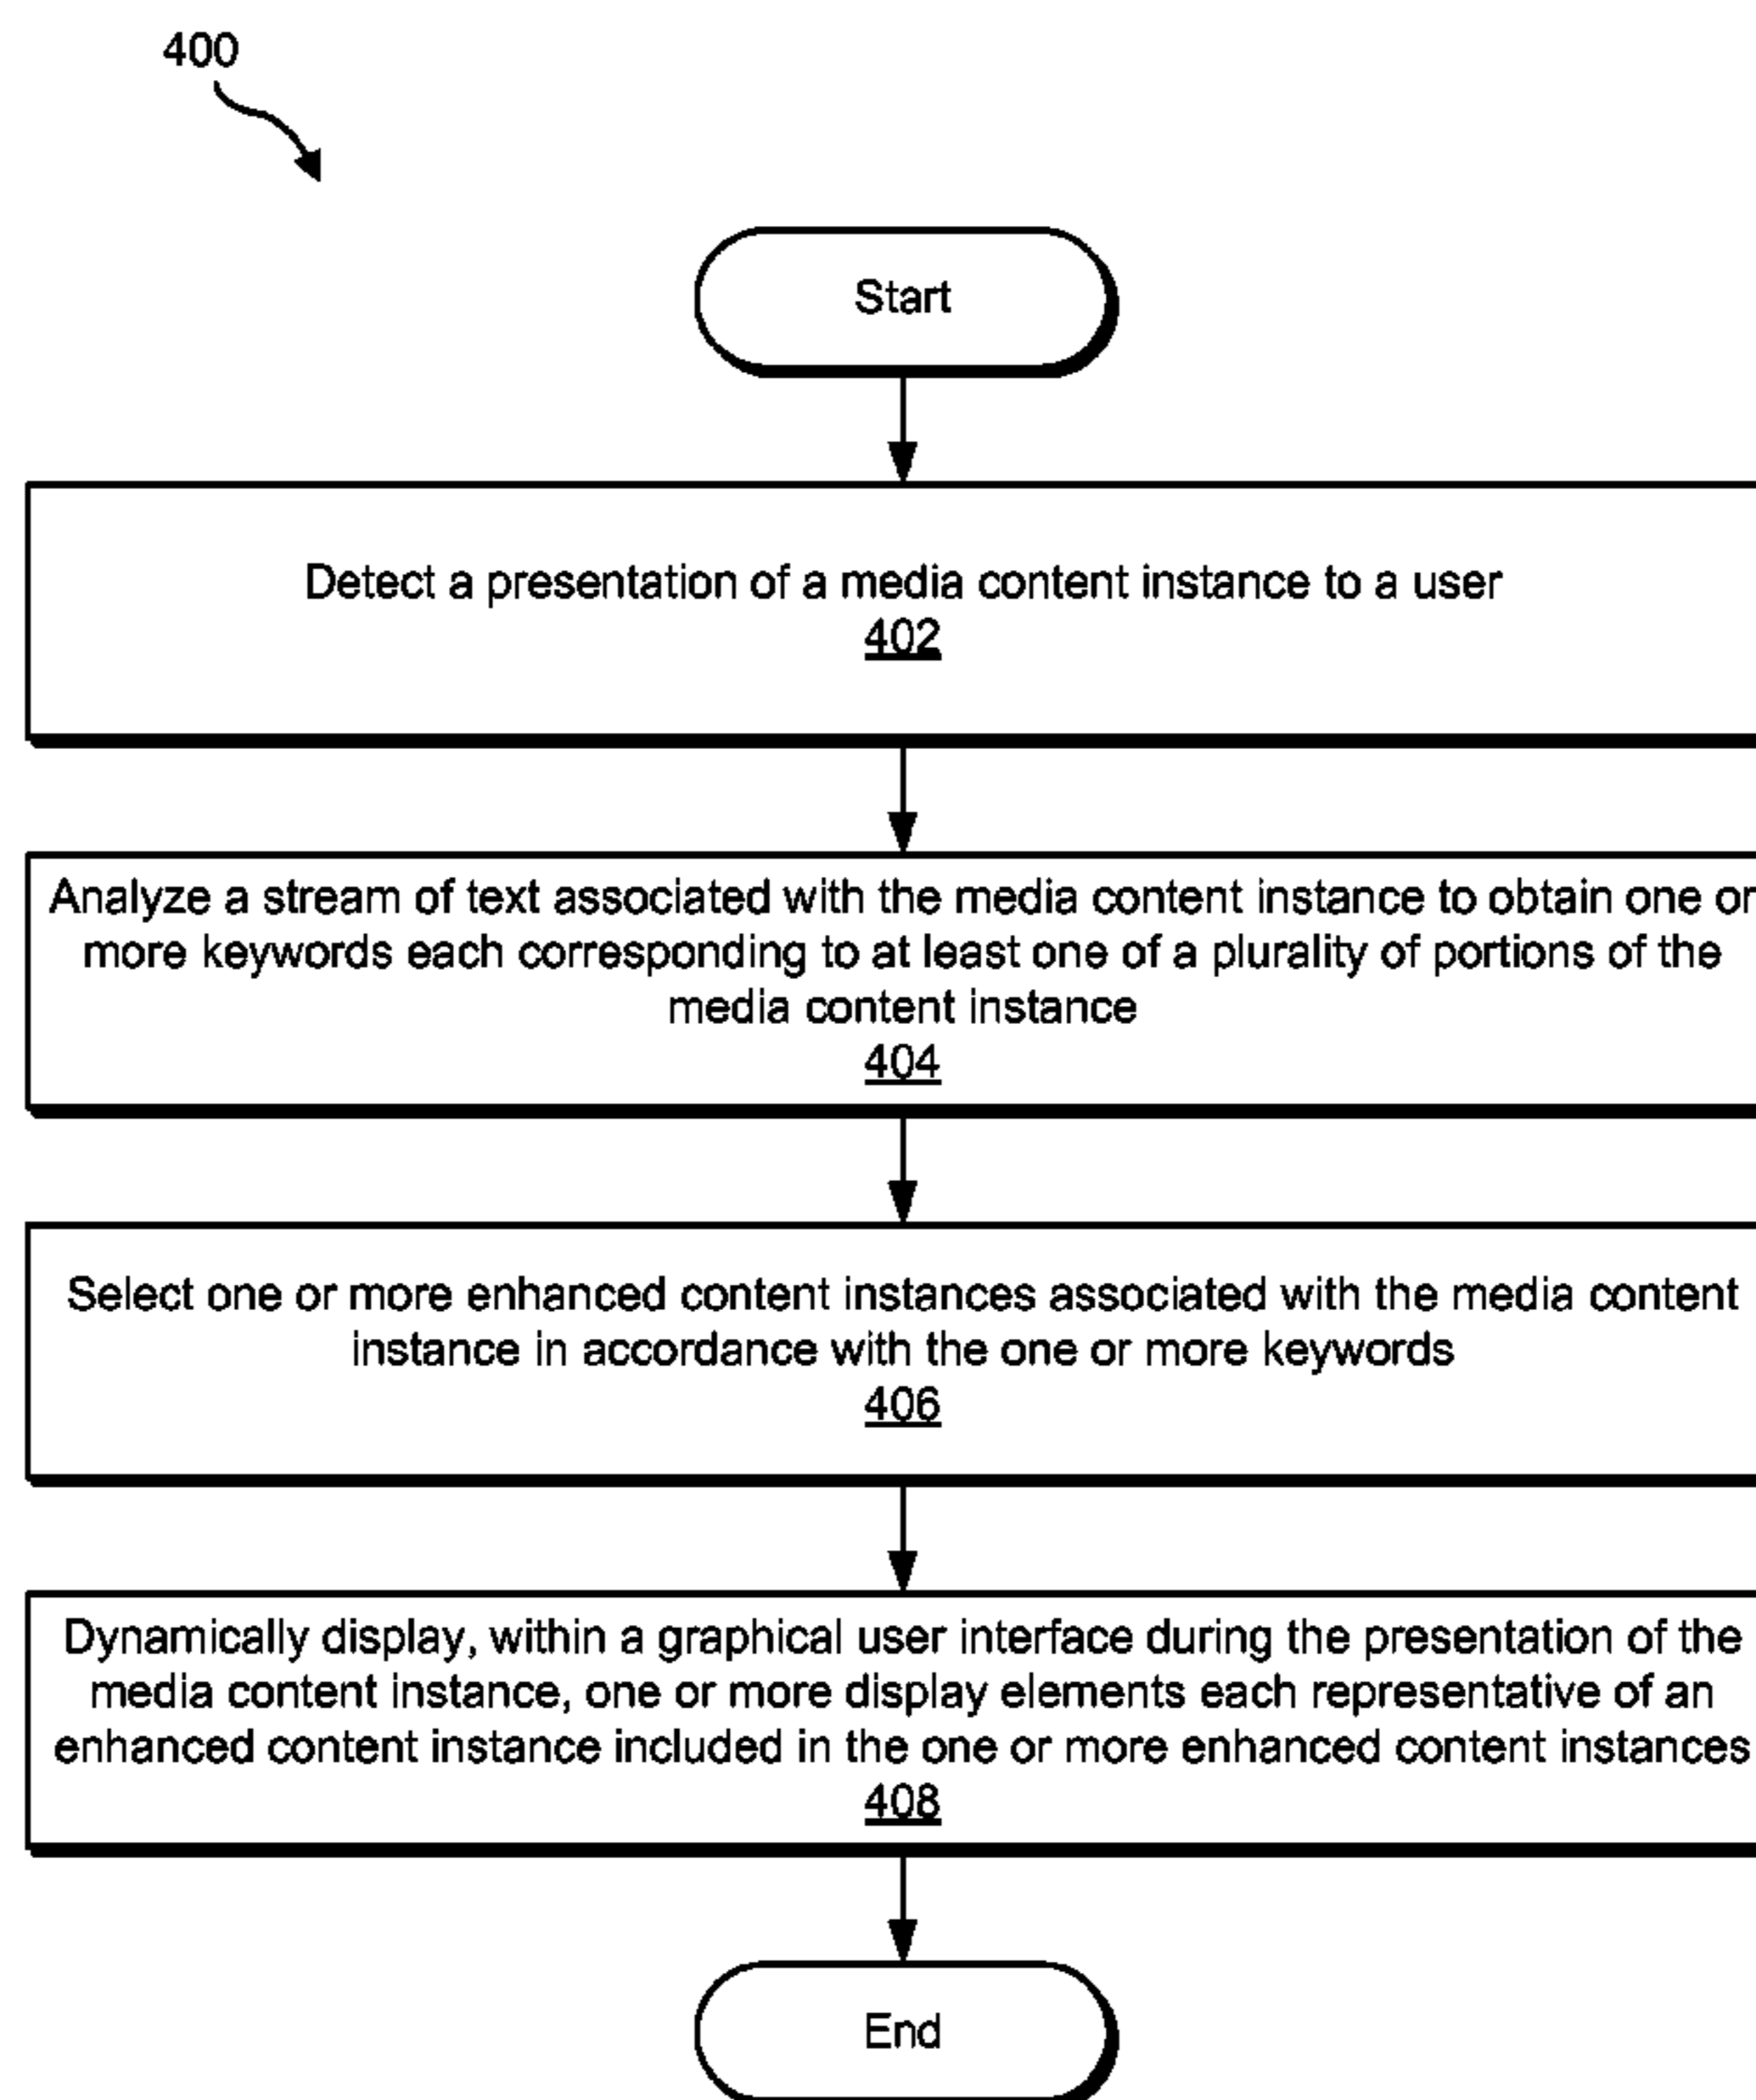 400
Start
Detect a presentation of a media content instance to a user
402
Analyze a stream of text associated with the media content instance to obtain one or
more keywords each corresponding to at least one of a plurality of portions of the
media content instance
404
Select one or more enhanced content instances associated with the media content
instance in accordance with the one or more keywords
406
Dynamically display, within a graphical user interface during the presentation of the
media content instance, one or more display elements each representative of an
enhanced content instance included in the one or more enhanced content instances
408
End